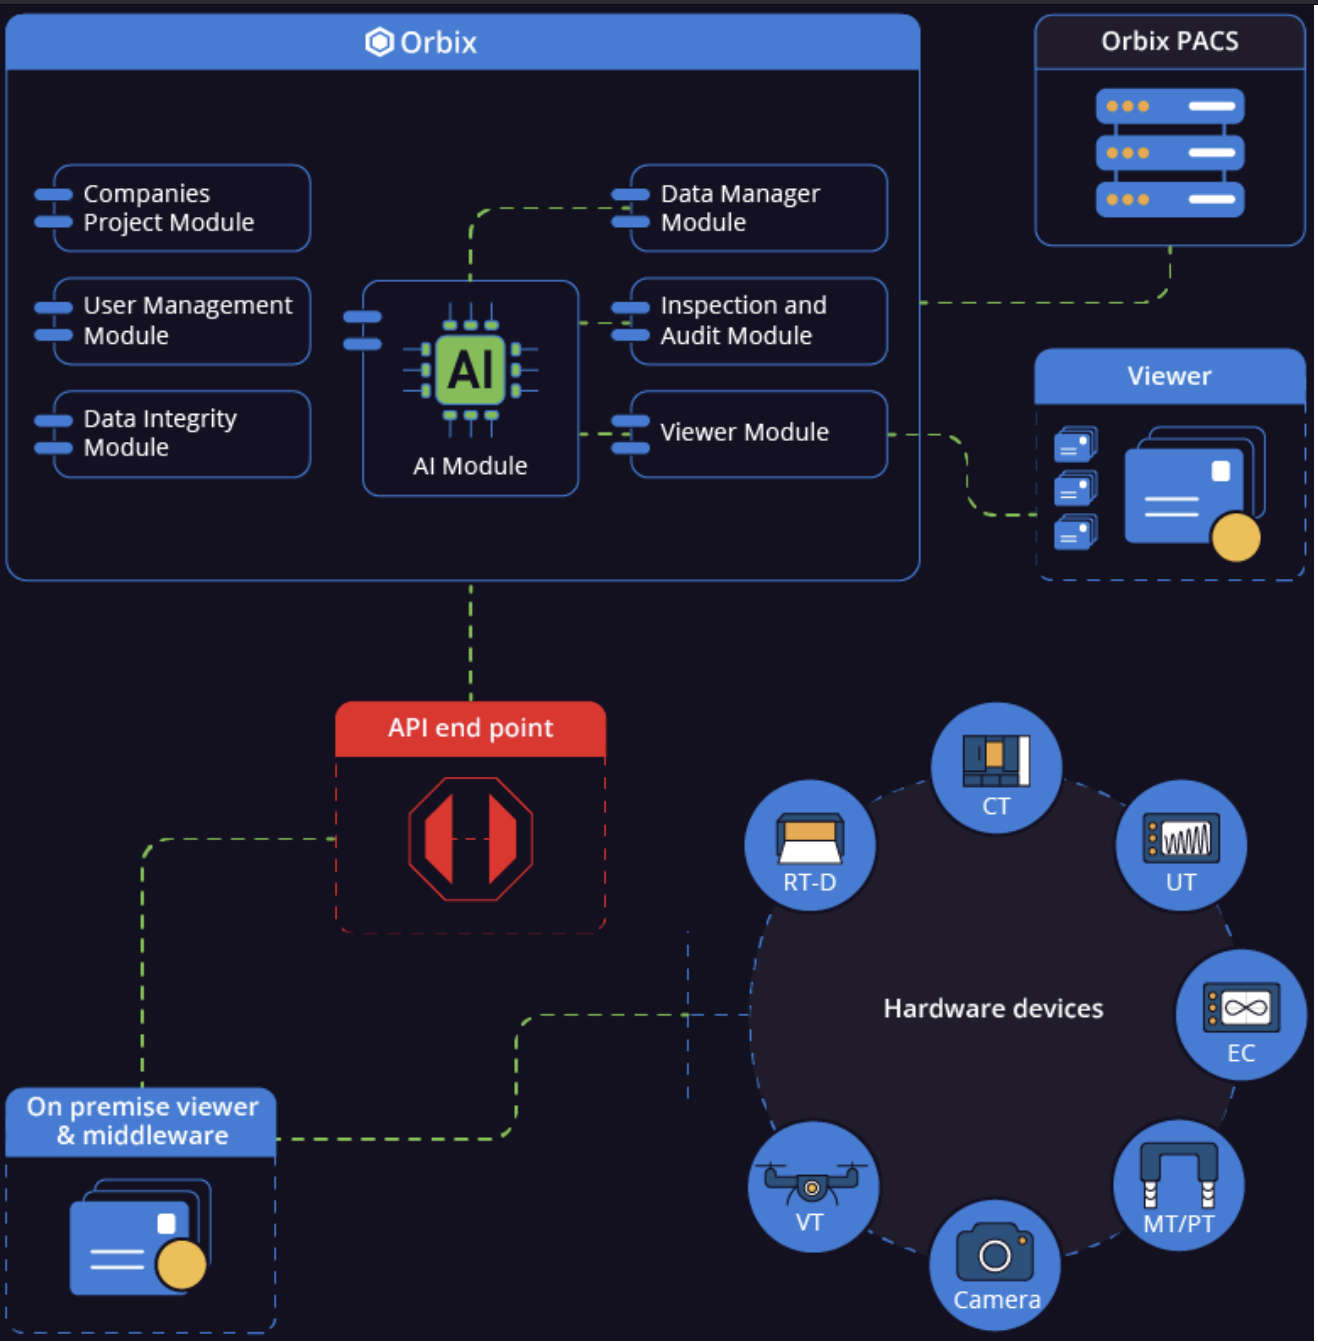 Orbix
Orbix PACS
Companies
Project Module
Data Manager
Module
User Management
Module
Inspection and
Audit Module
Data Integrity
Module
Viewer Module
AI
AI Module
Viewer
API end point
CT
RT-D
UT
Hardware devices
EC
On premise viewer
& middleware
VT
MT/PT
Camera